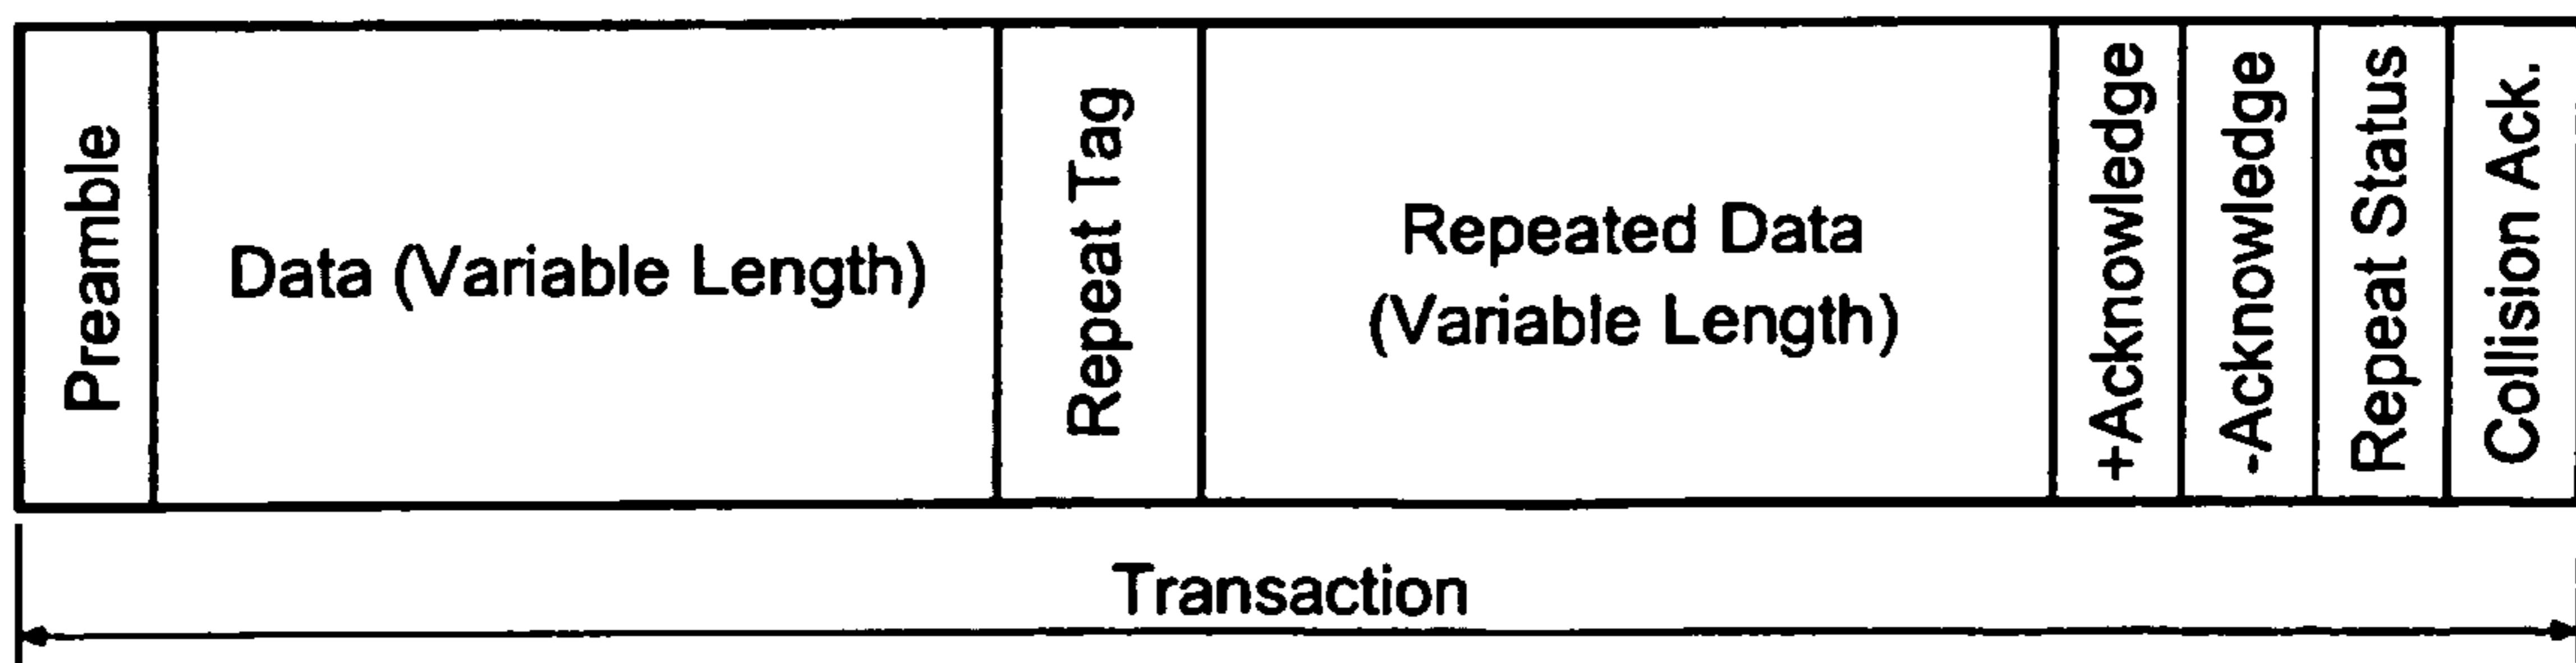 Preamble
Data (Variable Length)
Repeat Tag
Repeated Data
(Variable Length)
+Acknowledge
-Acknowledge
Repeat Status
Collision Ack.
Transaction